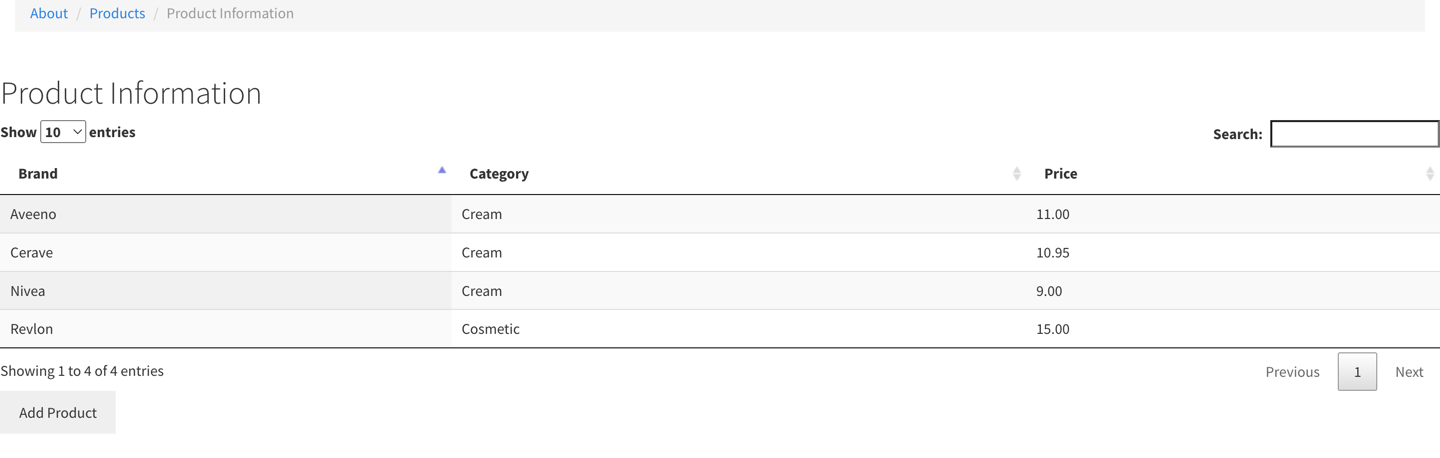 About / Products / Product Information
Product Information
Show 10 entries Search:
Brand Category Price
Aveeno Cream 11.00
Cerave Cream 10.95
Nivea Cream 9.00
Revlon Cosmetic 15.00
Showing 1 to 4 of 4 entries Previous 1 Next
Add Product